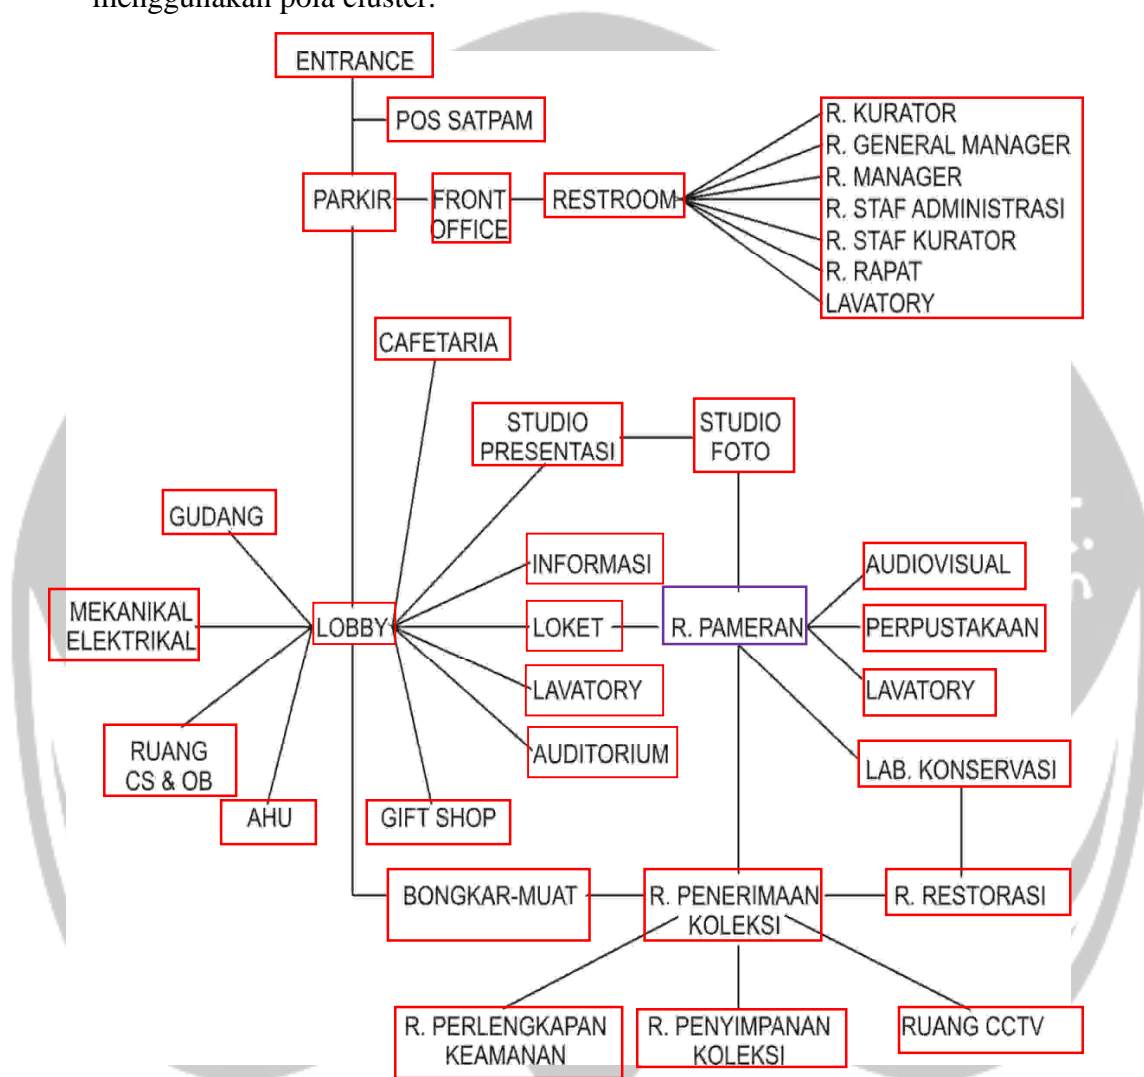 menggunakan pola cluster.
ENTRANCE
POS SATPAM
R. KURATOR
R. GENERAL MANAGER
R. MANAGER
R. STAF ADMINISTRASI
R. STAF KURATOR
R. RAPAT
LAVATORY
PARKIR
FRONT
OFFICE
RESTROOM
CAFETARIA
STUDIO
PRESENTASI
STUDIO
FOTO
GUDANG
INFORMASI
AUDIOVISUAL
MEKANIKAL
ELEKTRIKAL
LOBBY
LOKET
R. PAMERAN
PERPUSTAKAAN
LAVATORY
LAVATORY
AUDITORIUM
RUANG
CS & OB
LAB. KONSERVASI
AHU
GIFT SHOP
BONGKAR-MUAT
R. PENERIMAAN
KOLEKSI
R. RESTORASI
R. PERLENGKAPAN
KEAMANAN
R. PENYIMPANAN
KOLEKSI
RUANG CCTV